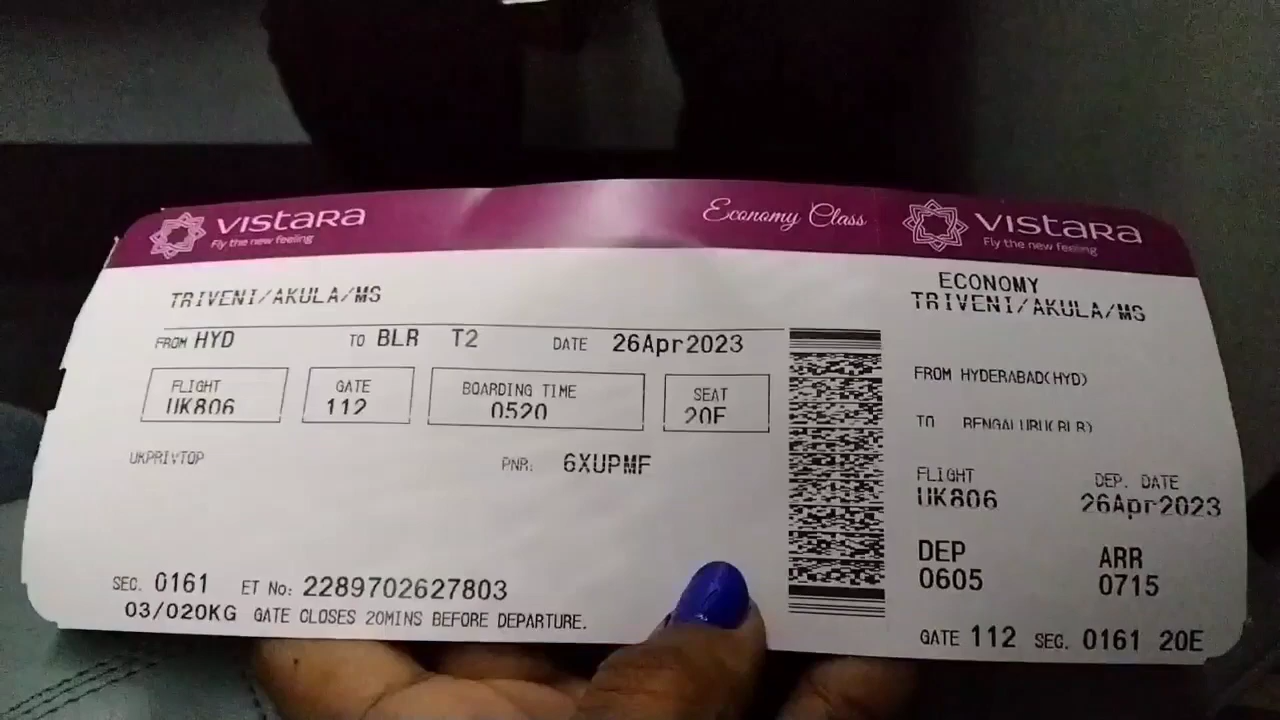 VISTARA
Fly the new feeling
Economy Class
TRIVENI/AKULA/MS
FROM HYD TO BLR T2 DATE 26Apr2023
FLIGHT GATE BOARDING TIME SEAT
UK806 112 0520 20E
UKPRIVTOP PNR: 6XUPMF
SEC. 0161 ET No: 2289702627803
03/020KG GATE CLOSES 20MINS BEFORE DEPARTURE.
VISTARA
Fly the new feeling
ECONOMY
TRIVENI/AKULA/MS
FROM HYDERABAD(HYD)
TO BENGALURU(BLR)
FLIGHT DEP. DATE
UK806 26Apr2023
DEP ARR
0605 0715
GATE 112 SEC. 0161 20E